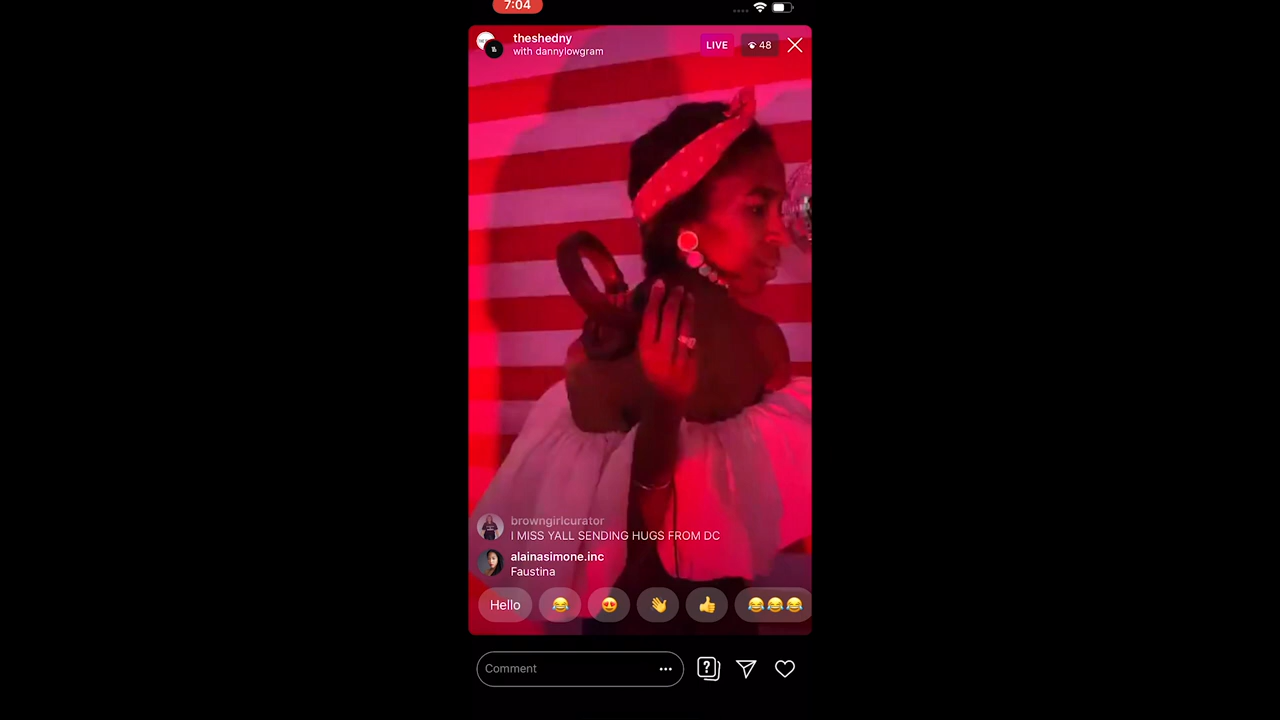 7:04
theshedny
with dannylowgram
LIVE
48
browngirlcurator
I MISS YALL SENDING HUGS FROM DC
alainasimone.inc
Faustina
Hello
Comment